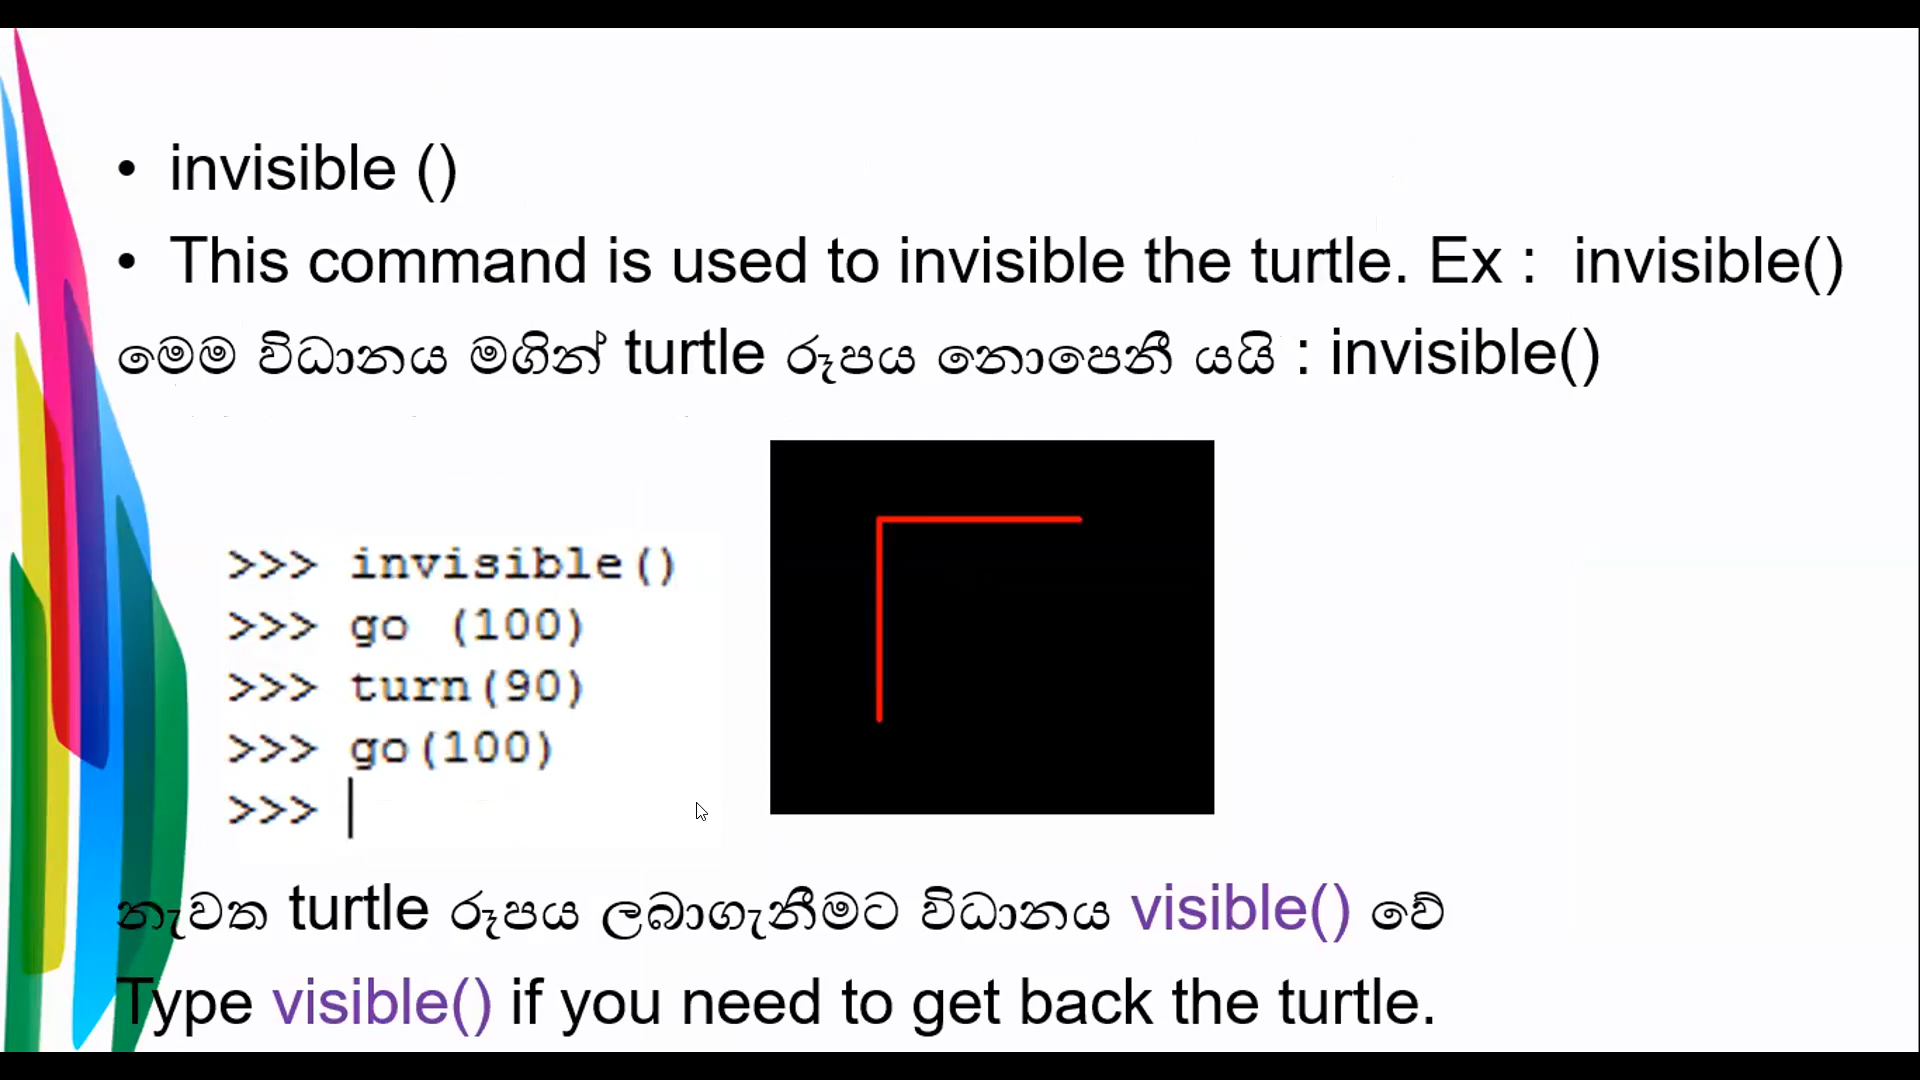 • invisible ()
• This command is used to invisible the turtle. Ex : invisible()
මෙම විධානය මගින් turtle රූපය නොපෙනී යයි : invisible()
>>> invisible()
>>> go (100)
>>> turn(90)
>>> go(100)
>>>
නැවත turtle රූපය ලබාගැනීමට විධානය visible() වේ
Type visible() if you need to get back the turtle.